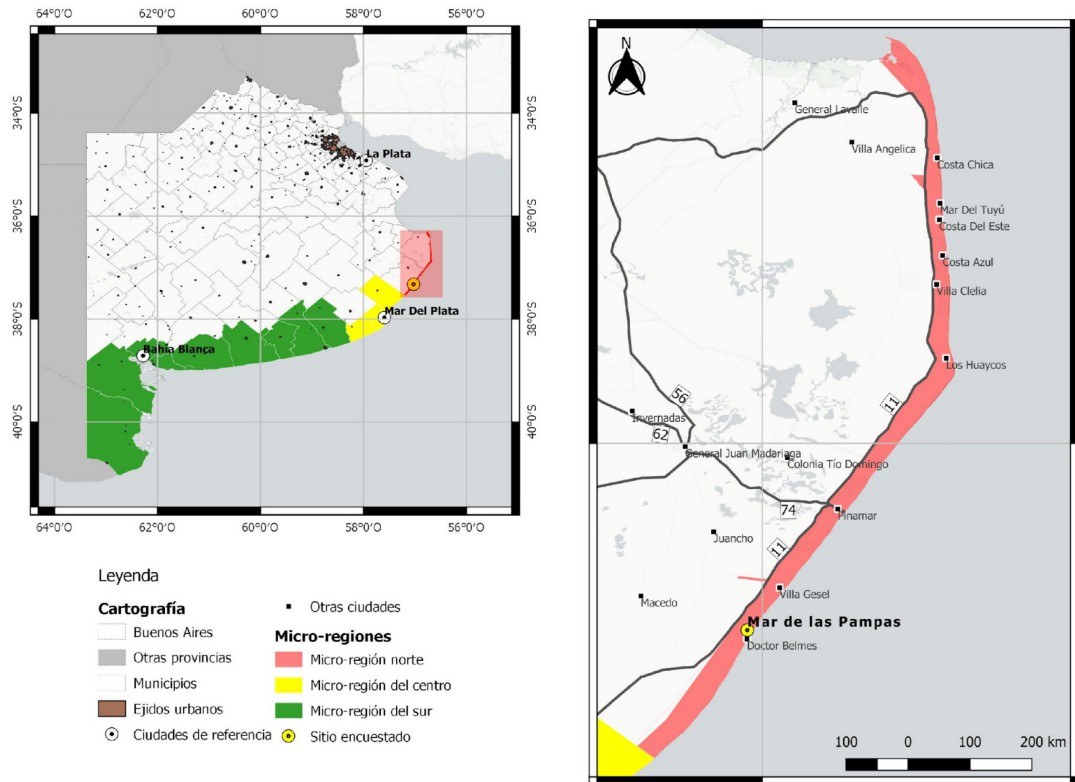 64°0'O 62°0'O 60°0'O 58°0'O 56°0'O
34°0'S
36°0'S
38°0'S
40°0'S
34°0'S
36°0'S
38°0'S
40°0'S
La Plata
Mar Del Plata
Bahía Blanca
64°0'O 62°0'O 60°0'O 58°0'O 56°0'O
Leyenda
Cartografía
Buenos Aires
Otras provincias
Municipios
Ejidos urbanos
Ciudades de referencia
Otras ciudades
Micro-regiones
Micro-región norte
Micro-región del centro
Micro-región del sur
Sitio encuestado
N
General Lavalle
Villa Angelica
Costa Chica
Mar Del Tuyú
Costa Del Este
Costa Azul
Villa Clelia
Los Huaycos
11
56
Invernadas
62
General Juan Madariaga
Colonia Tío Domingo
74
Pinamar
Juancho
11
Villa Gesel
Macedo
Mar de las Pampas
Doctor Belmes
100 0 100 200 km